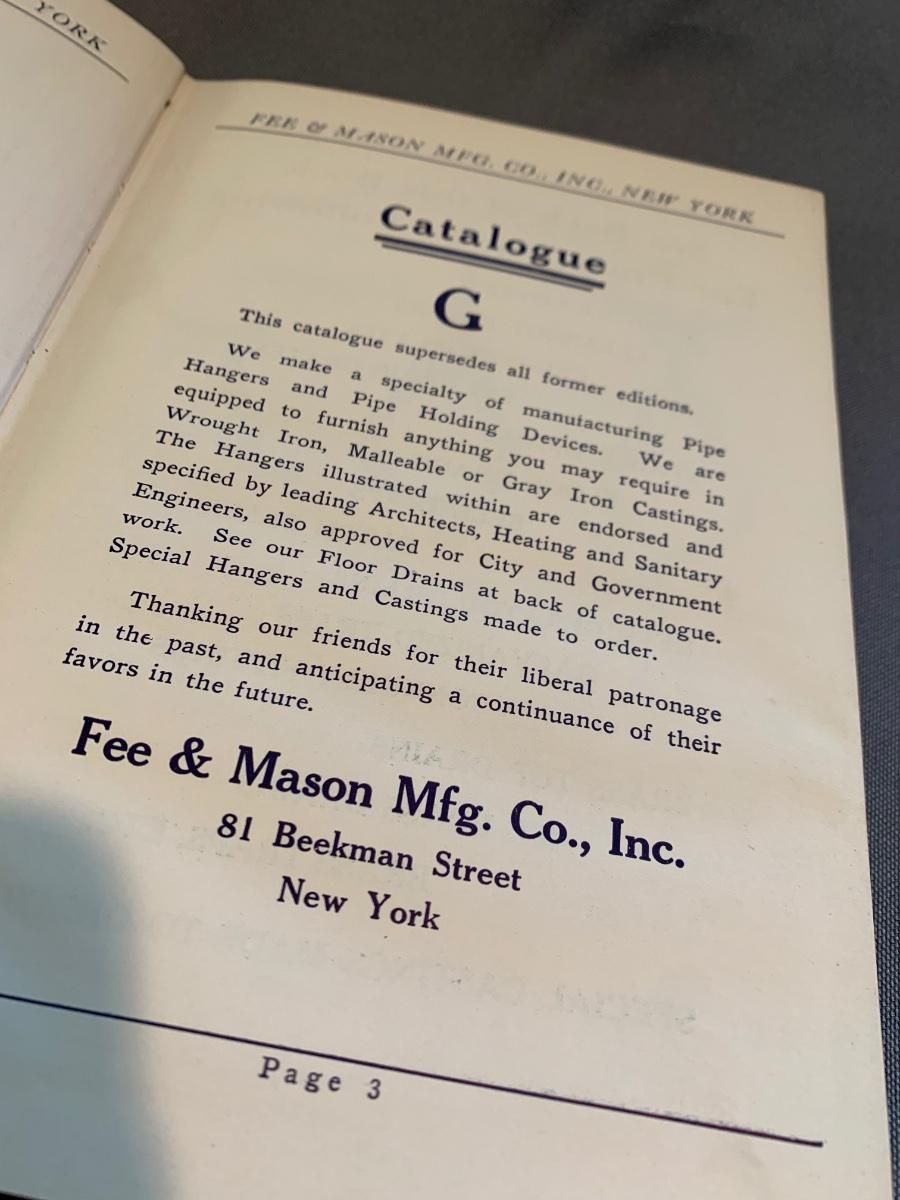 YORK
FEE & MASON MFG. CO., INC., NEW YORK
Catalogue
G
This catalogue supersedes all former editions.
We make a specialty of manufacturing Pipe
Hangers and Pipe Holding Devices. We are
equipped to furnish anything you may require in
Wrought Iron, Malleable or Gray Iron Castings.
The Hangers illustrated within are endorsed and
specified by leading Architects, Heating and Sanitary
Engineers, also approved for City and Government
work. See our Floor Drains at back of catalogue.
Special Hangers and Castings made to order.
Thanking our friends for their liberal patronage
in the past, and anticipating a continuance of their
favors in the future.
Fee & Mason Mfg. Co., Inc.
81 Beekman Street
New York
Page 3